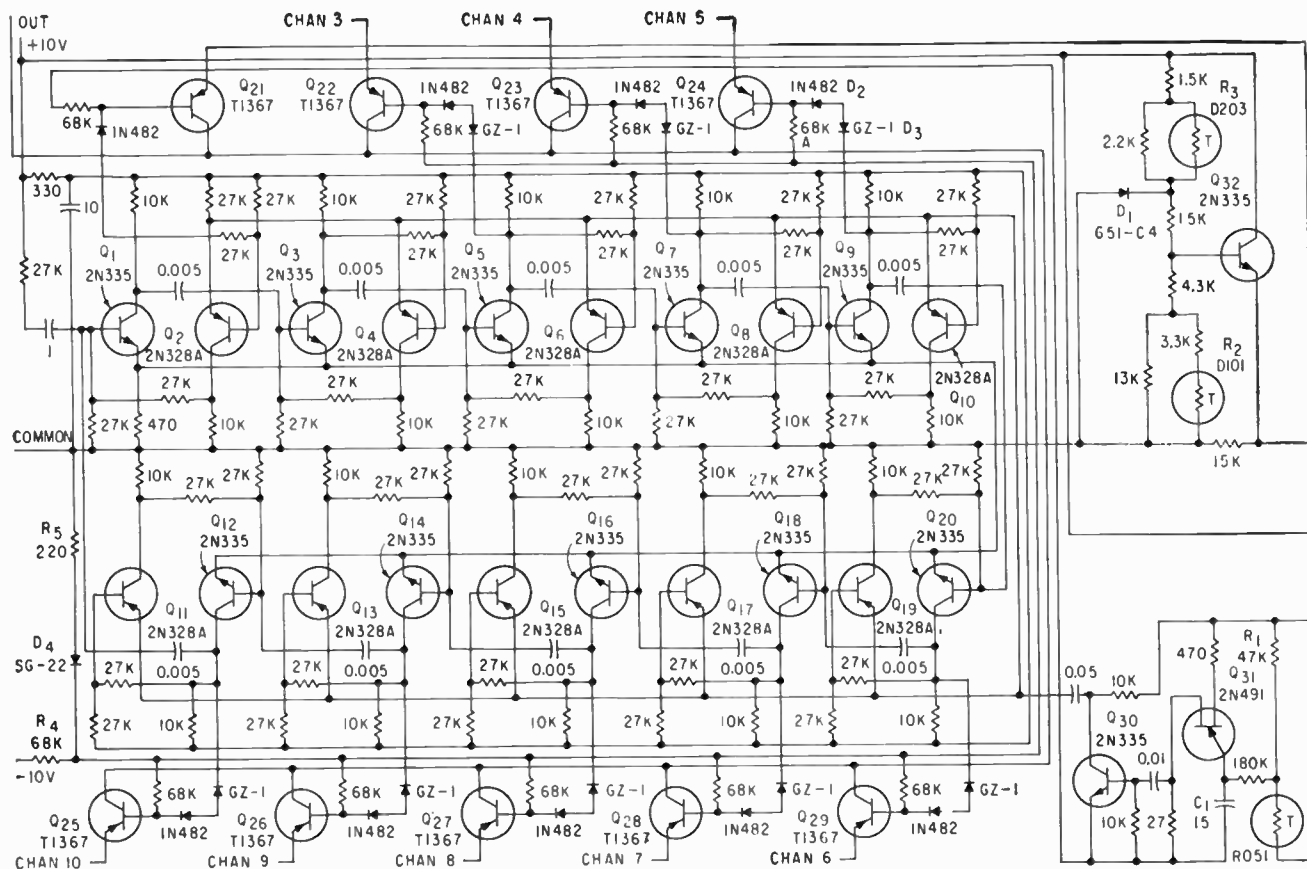 OUT
+10V
CHAN 3
CHAN 4
CHAN 5
Q21
T1367
Q22
T1367
1N482
Q23
T1367
1N482
Q24
T1367
1N482 D2
68K
1N482
68K
GZ-1
68K
GZ-1
68K
A
GZ-1 D3
1.5K
R3
D203
2.2K
T
Q32
2N335
D1
651-C4
15K
4.3K
3.3K
R2
D101
13K
T
15K
330
10
10K
27K
27K
10K
27K
10K
27K
10K
27K
10K
27K
27K
27K
27K
27K
27K
27K
Q1
2N335
0.005
Q3
2N335
0.005
Q5
2N335
0.005
Q7
2N335
0.005
Q9
2N335
0.005
1
Q2
2N328A
Q4
2N328A
Q6
2N328A
Q8
2N328A
2N328A
Q10
27K
27K
27K
27K
27K
470
10K
27K
10K
27K
10K
27K
10K
27K
10K
COMMON
10K
27K
27K
10K
27K
27K
10K
27K
27K
10K
27K
27K
10K
27K
27K
R5
220
Q12
2N335
Q14
2N335
Q16
2N335
Q18
2N335
Q20
2N335
Q11
2N328A
Q13
2N328A
Q15
2N328A
Q17
2N328A
Q19
2N328A
D4
SG-22
27K
0.005
27K
0.005
27K
0.005
27K
0.005
27K
0.005
R4
68K
-10V
27K
10K
27K
10K
27K
10K
27K
10K
27K
10K
68K
GZ-1
68K
GZ-1
68K
GZ-1
68K
GZ-1
68K
GZ-1
1N482
1N482
1N482
1N482
1N482
Q25
T1367
Q26
T1367
Q27
T1367
Q28
T1367
Q29
T1367
CHAN 10
CHAN 9
CHAN 8
CHAN 7
CHAN 6
0.05
10K
470
R1
47K
Q31
2N491
Q30
2N335
0.01
180K
10K
27
C1
15
T
R051